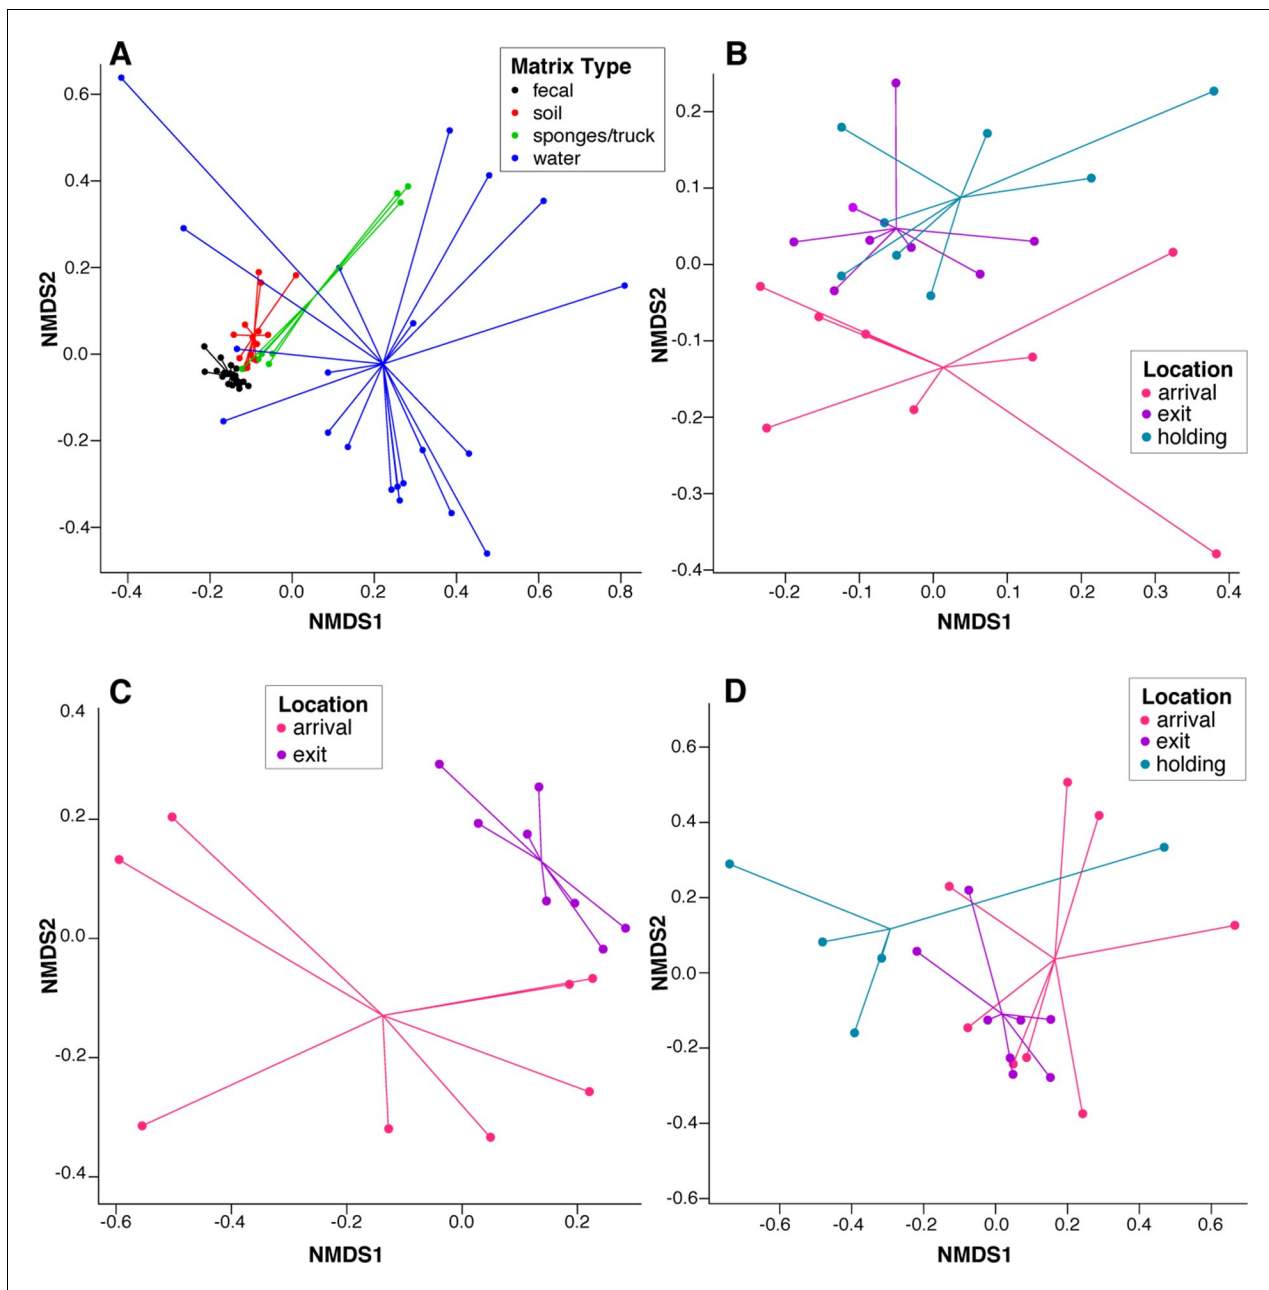 A
Matrix Type
fecal
soil
sponges/truck
water
0.6
0.4
0.2
0.0
-0.2
-0.4
NMDS2
-0.4 -0.2 0.0 0.2 0.4 0.6 0.8
NMDS1
B
0.2
0.1
0.0
-0.1
-0.2
-0.3
-0.4
NMDS2
Location
arrival
exit
holding
-0.2 -0.1 0.0 0.1 0.2 0.3 0.4
NMDS1
C
Location
arrival
exit
0.4
0.2
0.0
-0.2
-0.4
NMDS2
-0.6 -0.4 -0.2 0.0 0.2
NMDS1
D
Location
arrival
exit
holding
0.6
0.4
0.2
0.0
-0.2
-0.4
-0.6
NMDS2
-0.6 -0.4 -0.2 0.0 0.2 0.4 0.6
NMDS1